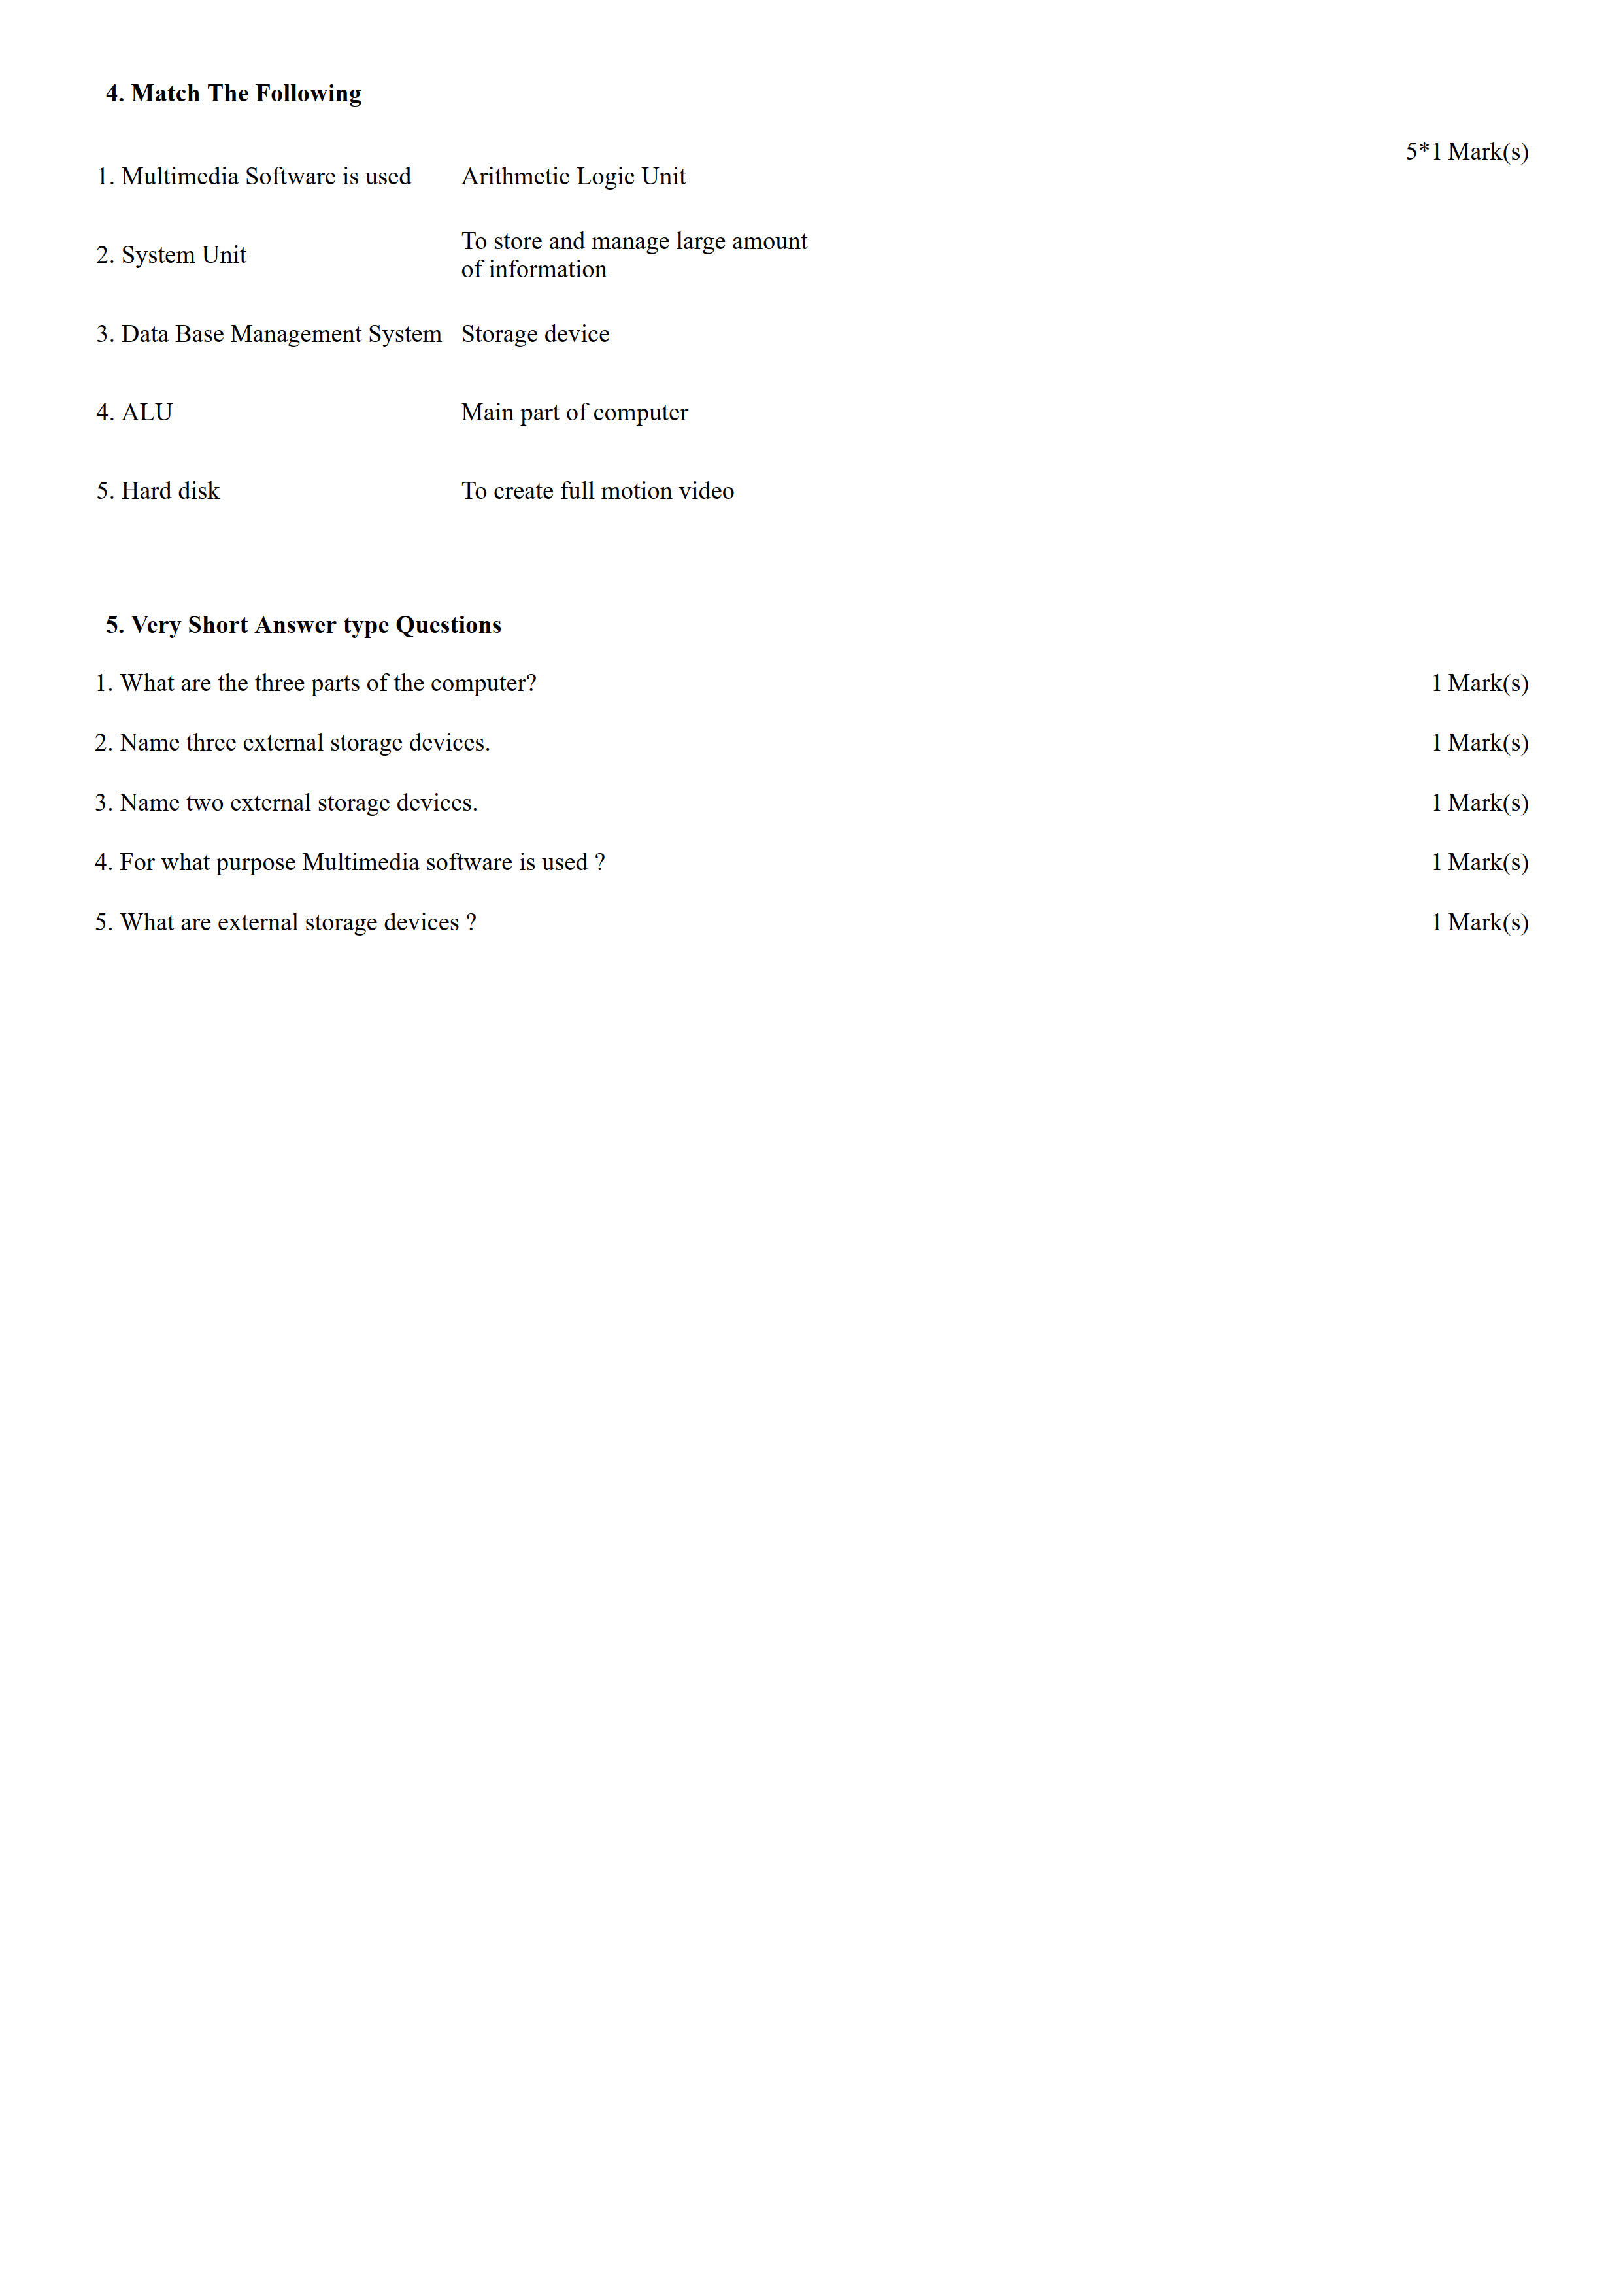 4. Match The Following
5*1 Mark(s)
1. Multimedia Software is used Arithmetic Logic Unit
2. System Unit To store and manage large amount
of information
3. Data Base Management System Storage device
4. ALU Main part of computer
5. Hard disk To create full motion video
5. Very Short Answer type Questions
1. What are the three parts of the computer? 1 Mark(s)
2. Name three external storage devices. 1 Mark(s)
3. Name two external storage devices. 1 Mark(s)
4. For what purpose Multimedia software is used ? 1 Mark(s)
5. What are external storage devices ? 1 Mark(s)